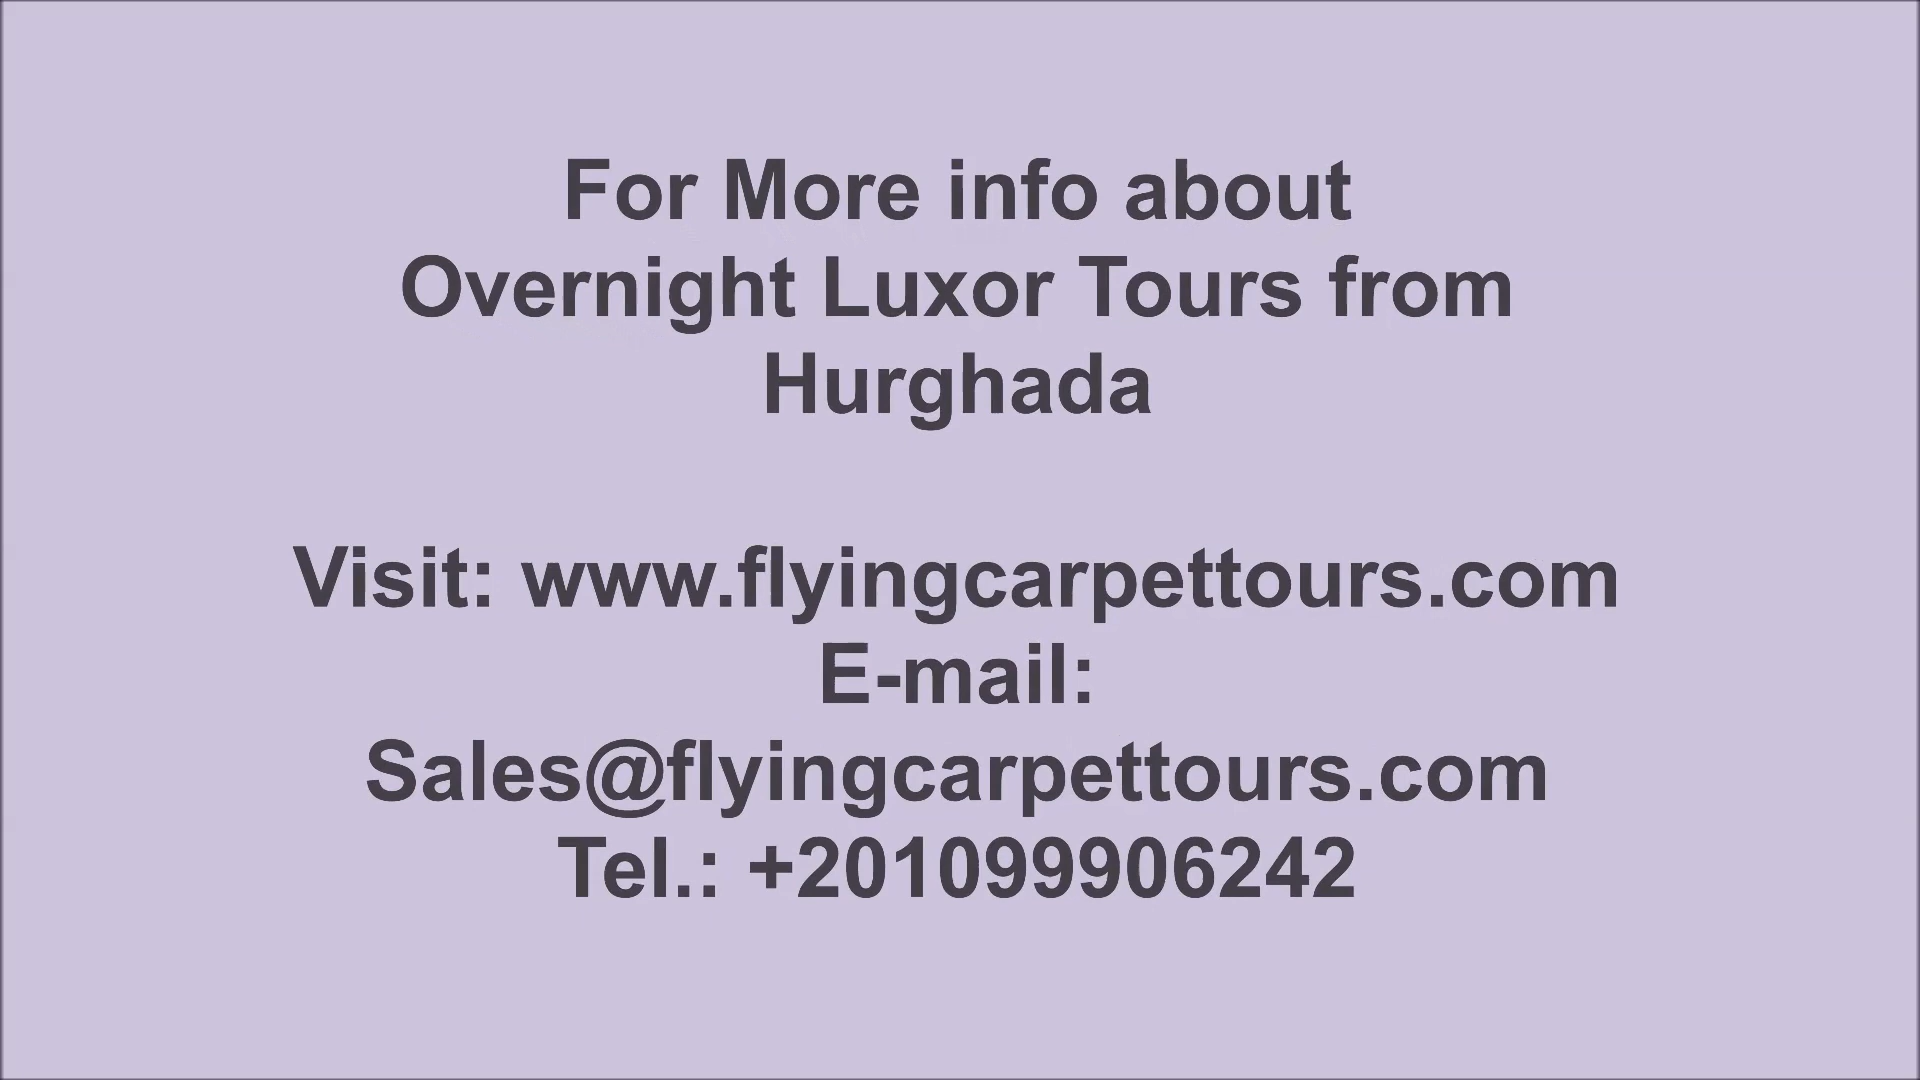 For More info about
Overnight Luxor Tours from
Hurghada
Visit: www.flyingcarpettours.com
E-mail:
Sales@flyingcarpettours.com
Tel.: +201099906242